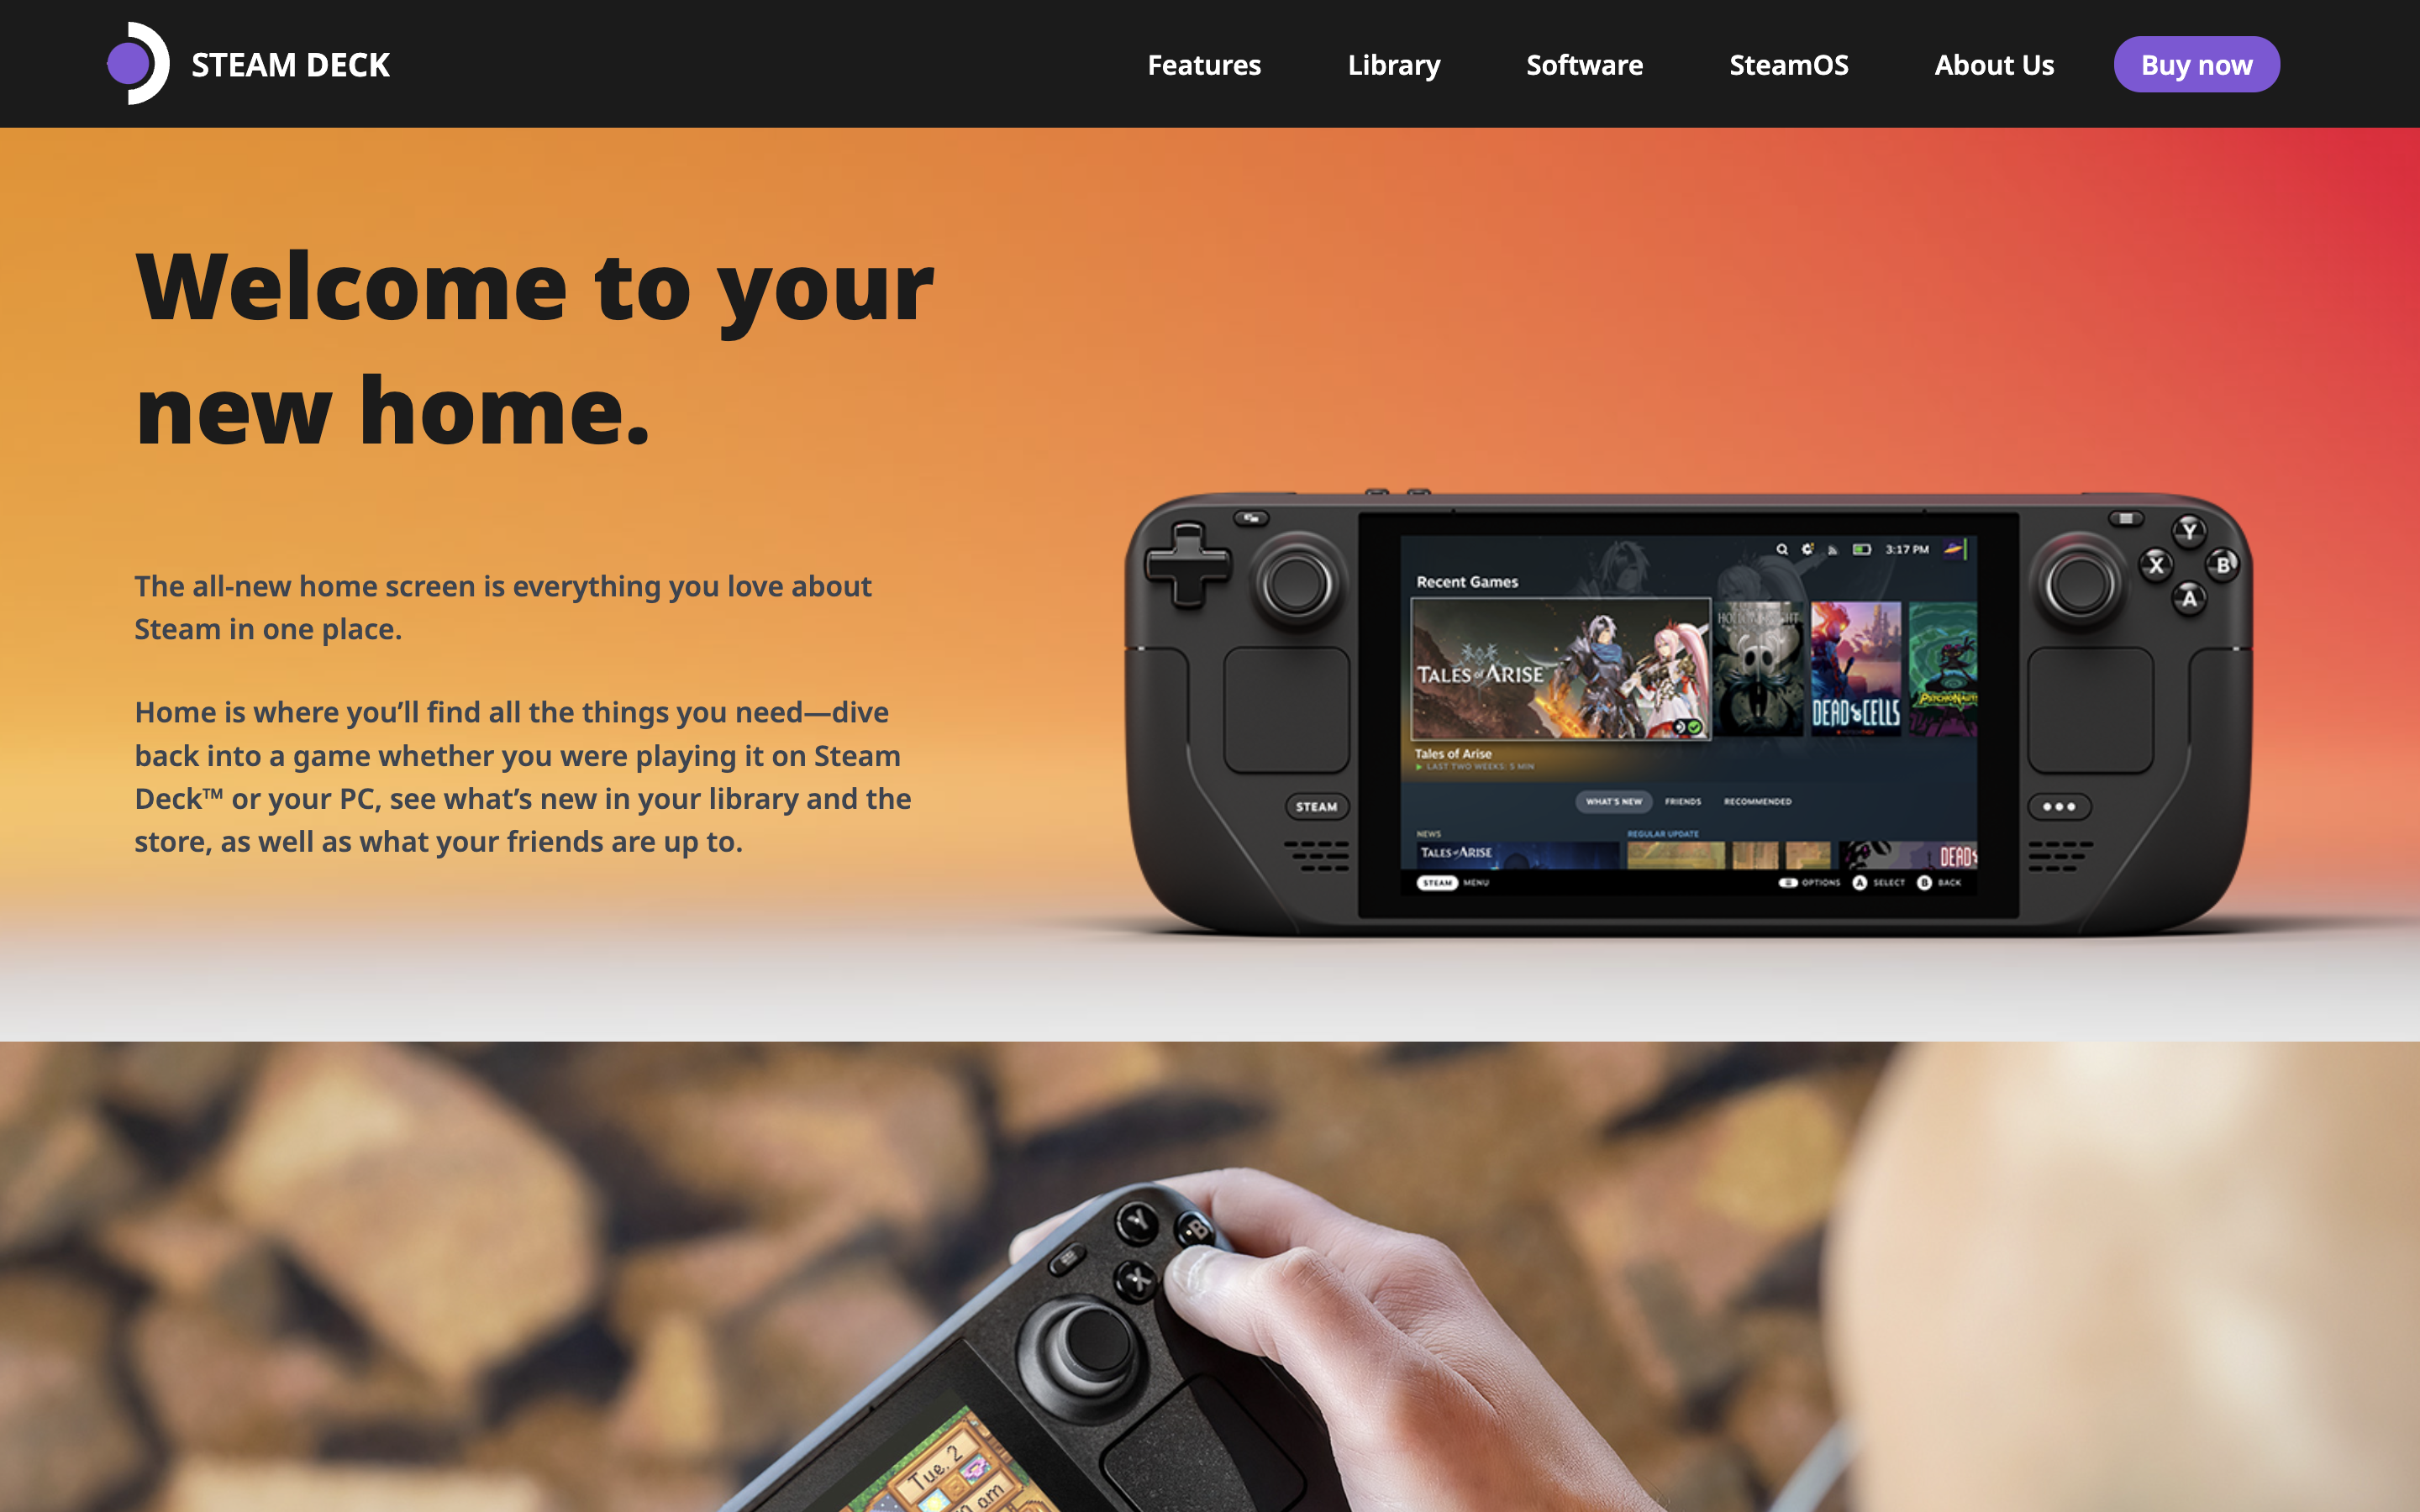 STEAM DECK
Features
Library
Software
SteamOS
About Us
Buy now
Welcome to your
new home.
The all-new home screen is everything you love about
Steam in one place.
Home is where you’ll find all the things you need—dive
back into a game whether you were playing it on Steam
Deck™ or your PC, see what’s new in your library and the
store, as well as what your friends are up to.
3:17 PM
Recent Games
TALES of ARISE
HOLLOW KNIGHT
DEAD CELLS
Tales of Arise
LAST TWO WEEKS: 5 MIN
WHAT'S NEW
FRIENDS
RECOMMENDED
NEWS
REGULAR UPDATE
TALES of ARISE
DEAD
STEAM MENU
OPTIONS
A SELECT
B BACK
STEAM
Y
X
B
A
Y
B
X
Tue. 2
am